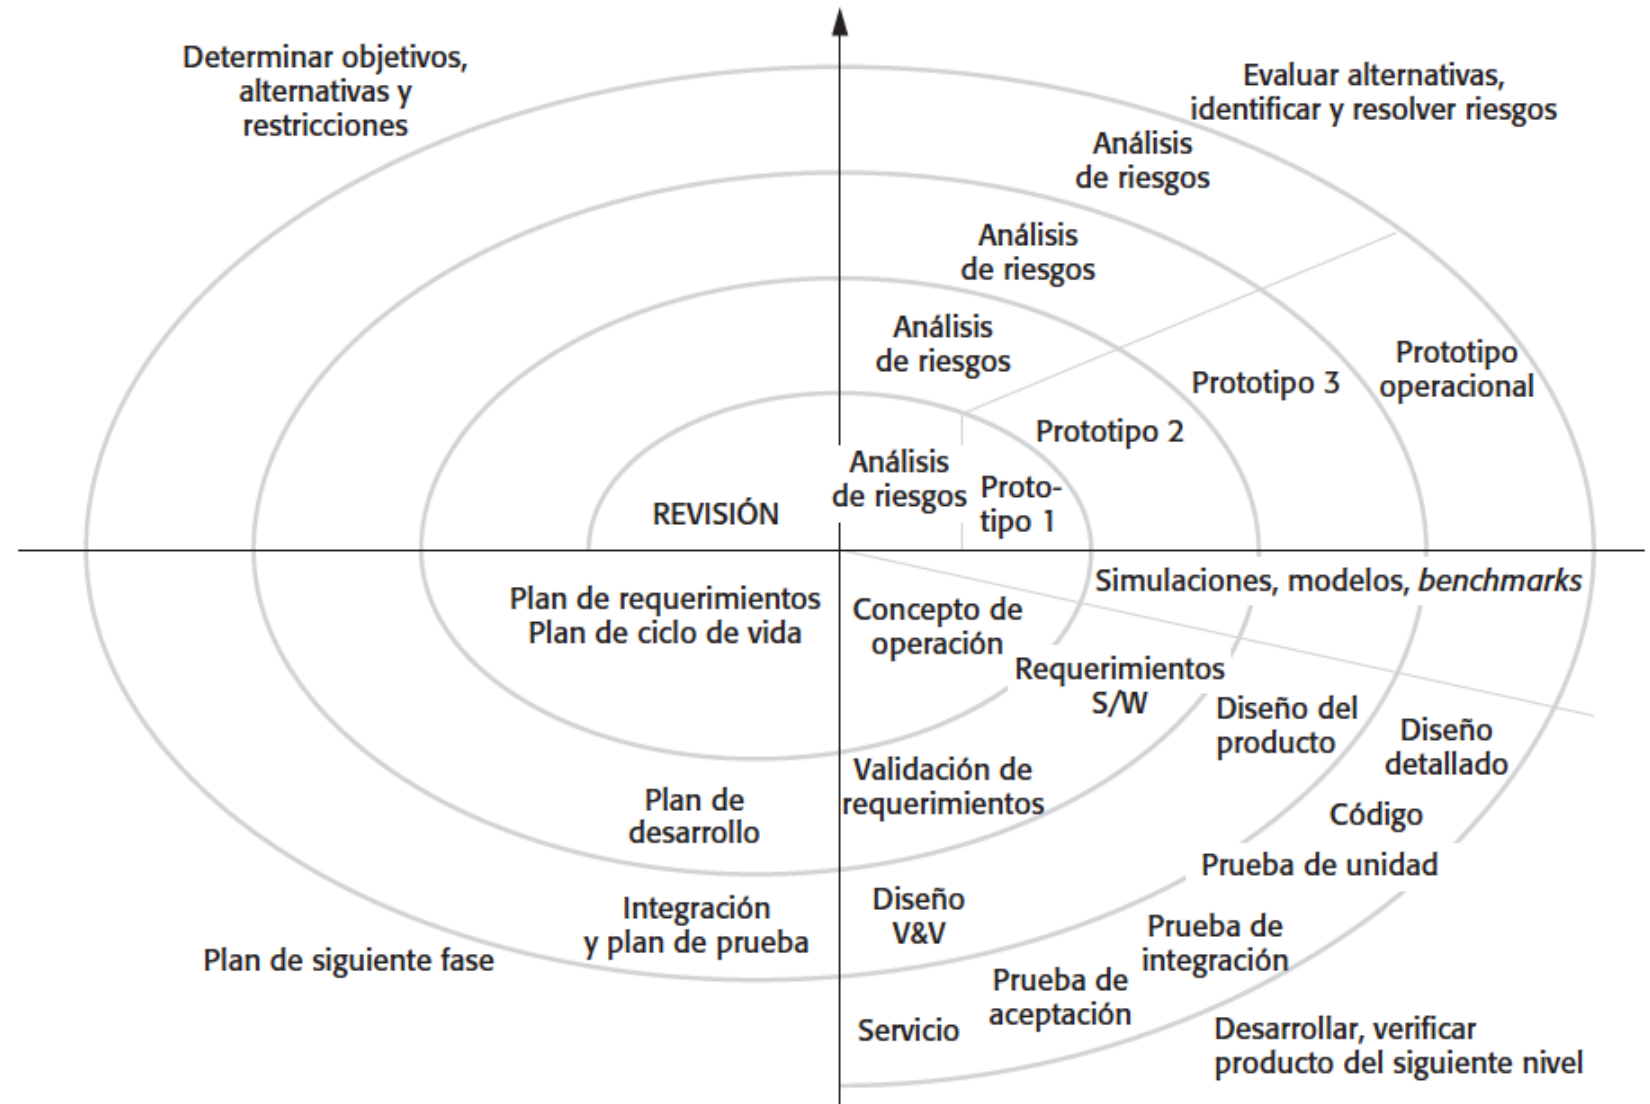 Determinar objetivos,
alternativas y
restricciones
Evaluar alternativas,
identificar y resolver riesgos
Análisis
de riesgos
Análisis
de riesgos
Análisis
de riesgos
Análisis
de riesgos
Proto-
tipo 1
Prototipo 2
Prototipo 3
Prototipo
operacional
REVISIÓN
Plan de requerimientos
Plan de ciclo de vida
Concepto de
operación
Simulaciones, modelos, benchmarks
Requerimientos
S/W
Diseño del
producto
Diseño
detallado
Plan de
desarrollo
Validación de
requerimientos
Código
Prueba de unidad
Integración
y plan de prueba
Diseño
V&V
Prueba de
integración
Plan de siguiente fase
Prueba de
aceptación
Servicio
Desarrollar, verificar
producto del siguiente nivel